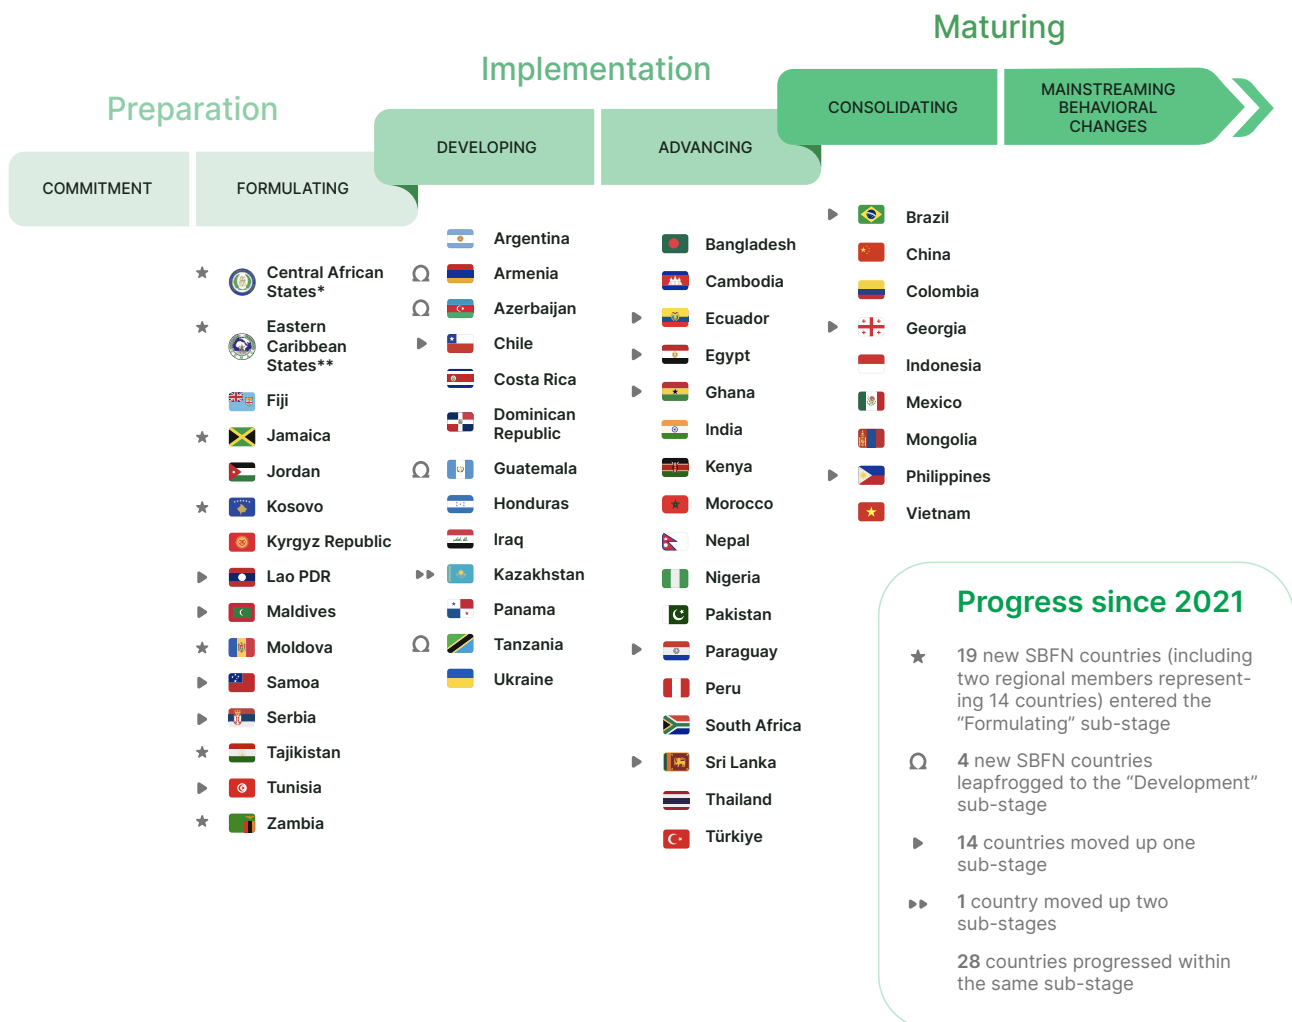 Preparation
Implementation
Maturing
COMMITMENT
FORMULATING
DEVELOPING
ADVANCING
CONSOLIDATING
MAINSTREAMING
BEHAVIORAL
CHANGES
Central African
States*
Eastern
Caribbean
States**
Fiji
Jamaica
Jordan
Kosovo
Kyrgyz Republic
Lao PDR
Maldives
Moldova
Samoa
Serbia
Tajikistan
Tunisia
Zambia
Argentina
Armenia
Azerbaijan
Chile
Costa Rica
Dominican
Republic
Guatemala
Honduras
Iraq
Kazakhstan
Panama
Tanzania
Ukraine
Bangladesh
Cambodia
Ecuador
Egypt
Ghana
India
Kenya
Morocco
Nepal
Nigeria
Pakistan
Paraguay
Peru
South Africa
Sri Lanka
Thailand
Türkiye
Brazil
China
Colombia
Georgia
Indonesia
Mexico
Mongolia
Philippines
Vietnam
Progress since 2021
★ 19 new SBFN countries (including
two regional members represent-
ing 14 countries) entered the
“Formulating” sub-stage
Ω 4 new SBFN countries
leapfrogged to the “Development”
sub-stage
14 countries moved up one
sub-stage
1 country moved up two
sub-stages
28 countries progressed within
the same sub-stage